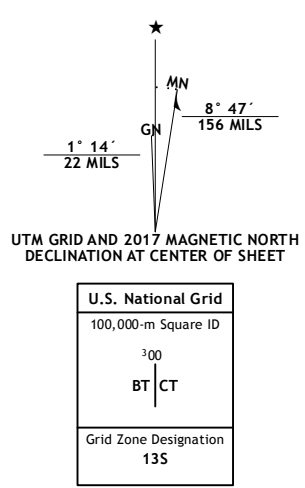 ★
MN
8° 47´
156 MILS
GN
1° 14´
22 MILS
UTM GRID AND 2017 MAGNETIC NORTH
DECLINATION AT CENTER OF SHEET
U.S. National Grid
100,000-m Square ID
³00
BT CT
Grid Zone Designation
13S